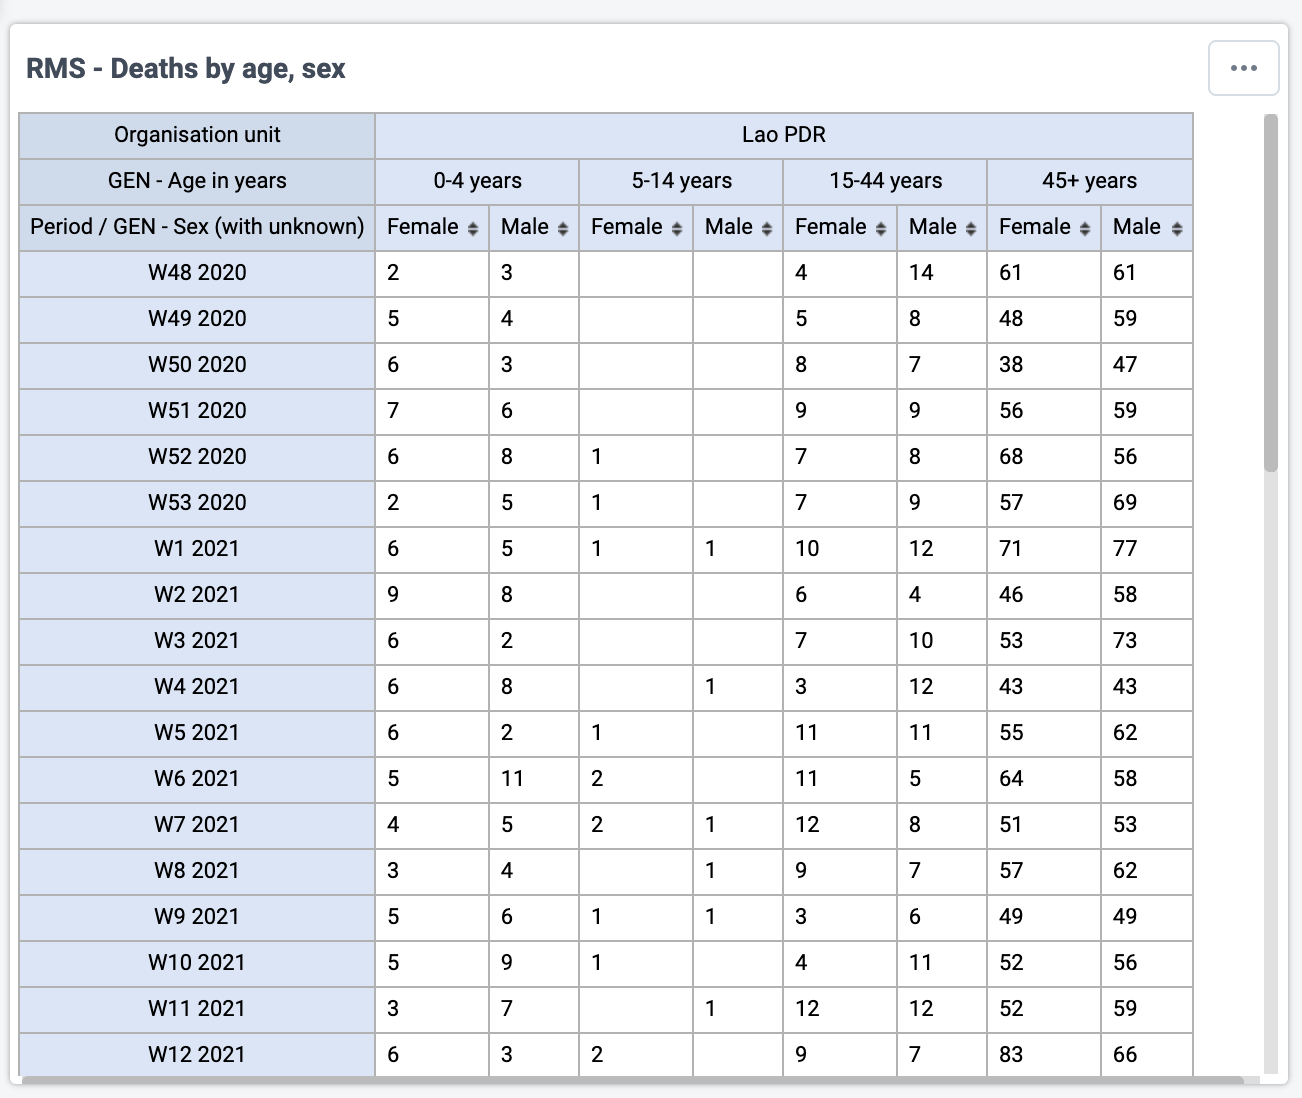 RMS - Deaths by age, sex
Organisation unit Lao PDR
GEN - Age in years 0-4 years 5-14 years 15-44 years 45+ years
Period / GEN - Sex (with unknown) Female Male Female Male Female Male Female Male
W48 2020 2 3 4 14 61 61
W49 2020 5 4 5 8 48 59
W50 2020 6 3 8 7 38 47
W51 2020 7 6 9 9 56 59
W52 2020 6 8 1 7 8 68 56
W53 2020 2 5 1 7 9 57 69
W1 2021 6 5 1 1 10 12 71 77
W2 2021 9 8 6 4 46 58
W3 2021 6 2 7 10 53 73
W4 2021 6 8 1 3 12 43 43
W5 2021 6 2 1 11 11 55 62
W6 2021 5 11 2 11 5 64 58
W7 2021 4 5 2 1 12 8 51 53
W8 2021 3 4 1 9 7 57 62
W9 2021 5 6 1 1 3 6 49 49
W10 2021 5 9 1 4 11 52 56
W11 2021 3 7 1 12 12 52 59
W12 2021 6 3 2 9 7 83 66